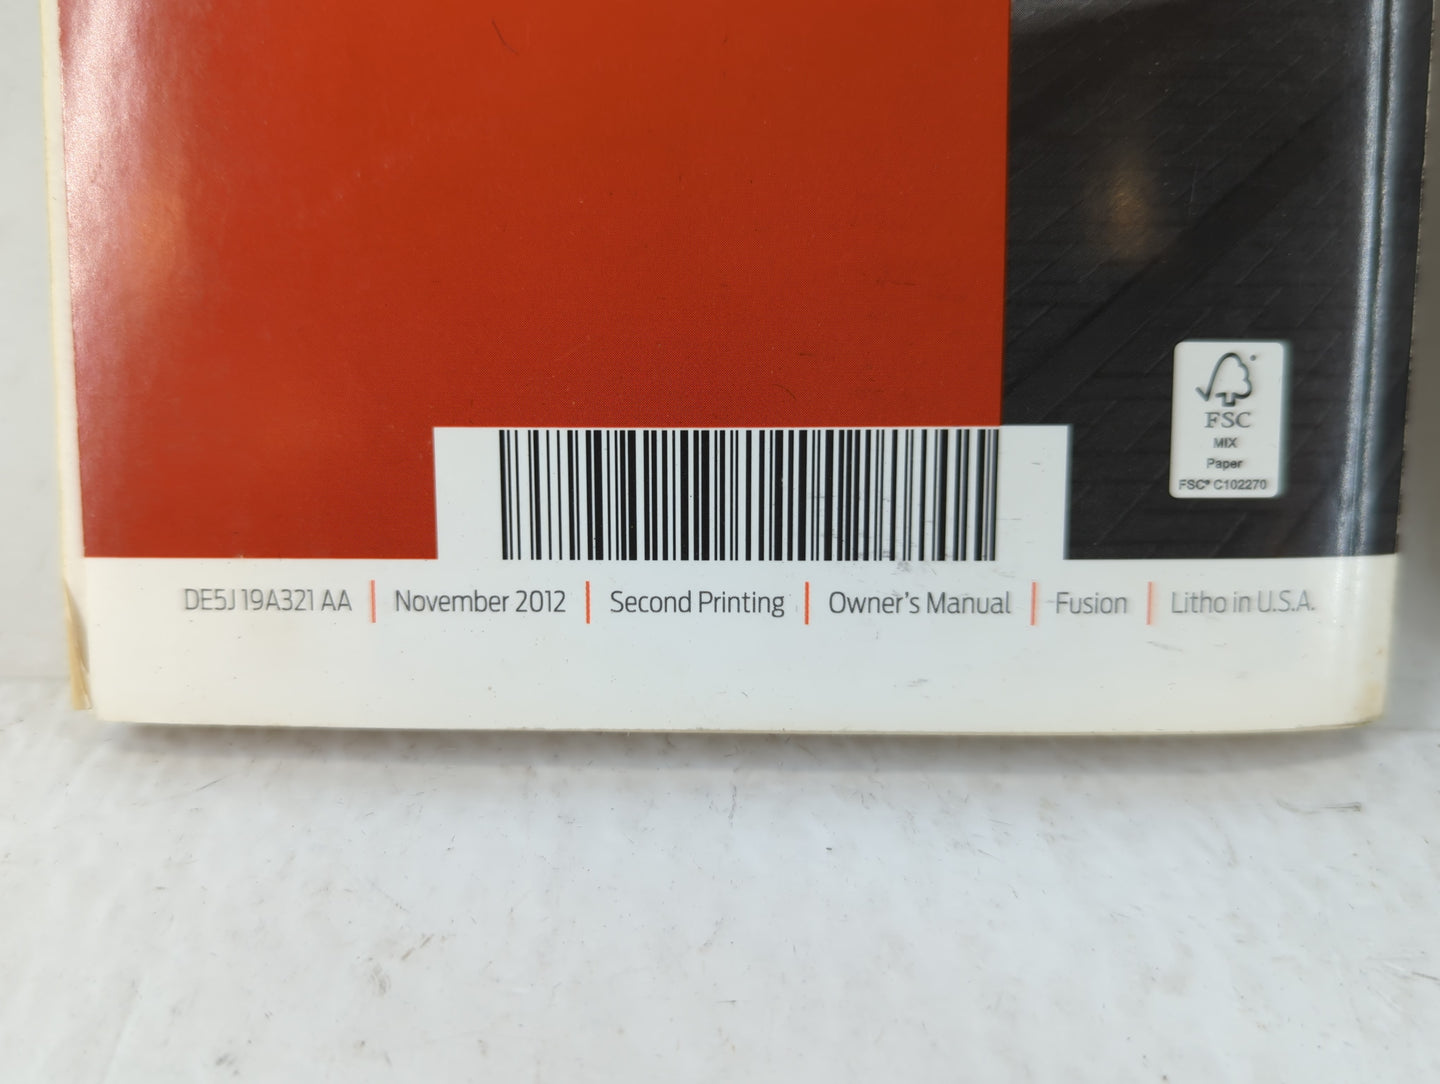 FSC
MIX
Paper
FSC® C102270
DE5J 19A321 AA | November 2012 | Second Printing | Owner's Manual | Fusion | Litho in U.S.A.